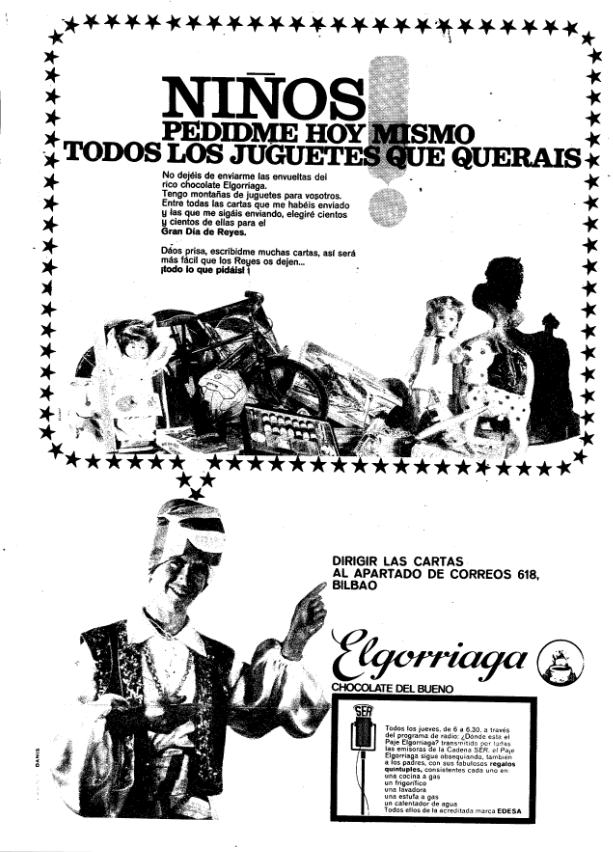 NIÑOS!
PEDIDME HOY MISMO
TODOS LOS JUGUETES QUE QUERAIS
No dejéis de enviarme las envueltas del
rico chocolate Elgorriaga.
Tengo montañas de juguetes para vosotros.
Entre todas las cartas que me habéis enviado
y las que me sigáis enviando, elegiré cientos
y cientos de ellas para el
Gran Día de Reyes.
Dáos prisa, escribidme muchas cartas, así será
más fácil que los Reyes os dejen...
¡todo lo que pidáis!
DIRIGIR LAS CARTAS
AL APARTADO DE CORREOS 618,
BILBAO
Elgorriaga
CHOCOLATE DEL BUENO
SER
Todos los jueves, de 6 a 6.30, a través
del programa de radio: ¿Dónde está el
Paje Elgorriaga? transmitido por todas
las emisoras de la Cadena SER, el Paje
Elgorriaga sigue obsequiando, también
a los padres, con sus fabulosos regalos
quíntuples, consistentes cada uno en
una cocina a gas
un frigorífico
una lavadora
una estufa a gas
un calentador de agua
Todos ellos de la acreditada marca EDESA
DANIS